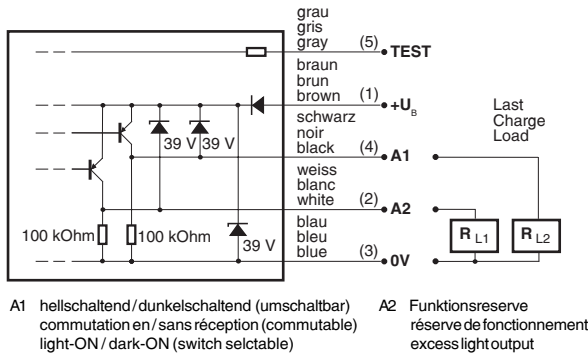 grau
gris
gray (5) TEST
braun
brun
brown (1) +UB
schwarz
noir
black (4) A1
weiss
blanc
white (2) A2
blau
bleu
blue (3) 0V
Last
Charge
Load
39 V 39 V
100 kOhm 100 kOhm 39 V
R L1 R L2
A1 hellschaltend/dunkelschaltend (umschaltbar)
commutation en/sans réception (commutable)
light-ON/dark-ON (switch selctable)
A2 Funktionsreserve
réserve de fonctionnement
excess light output